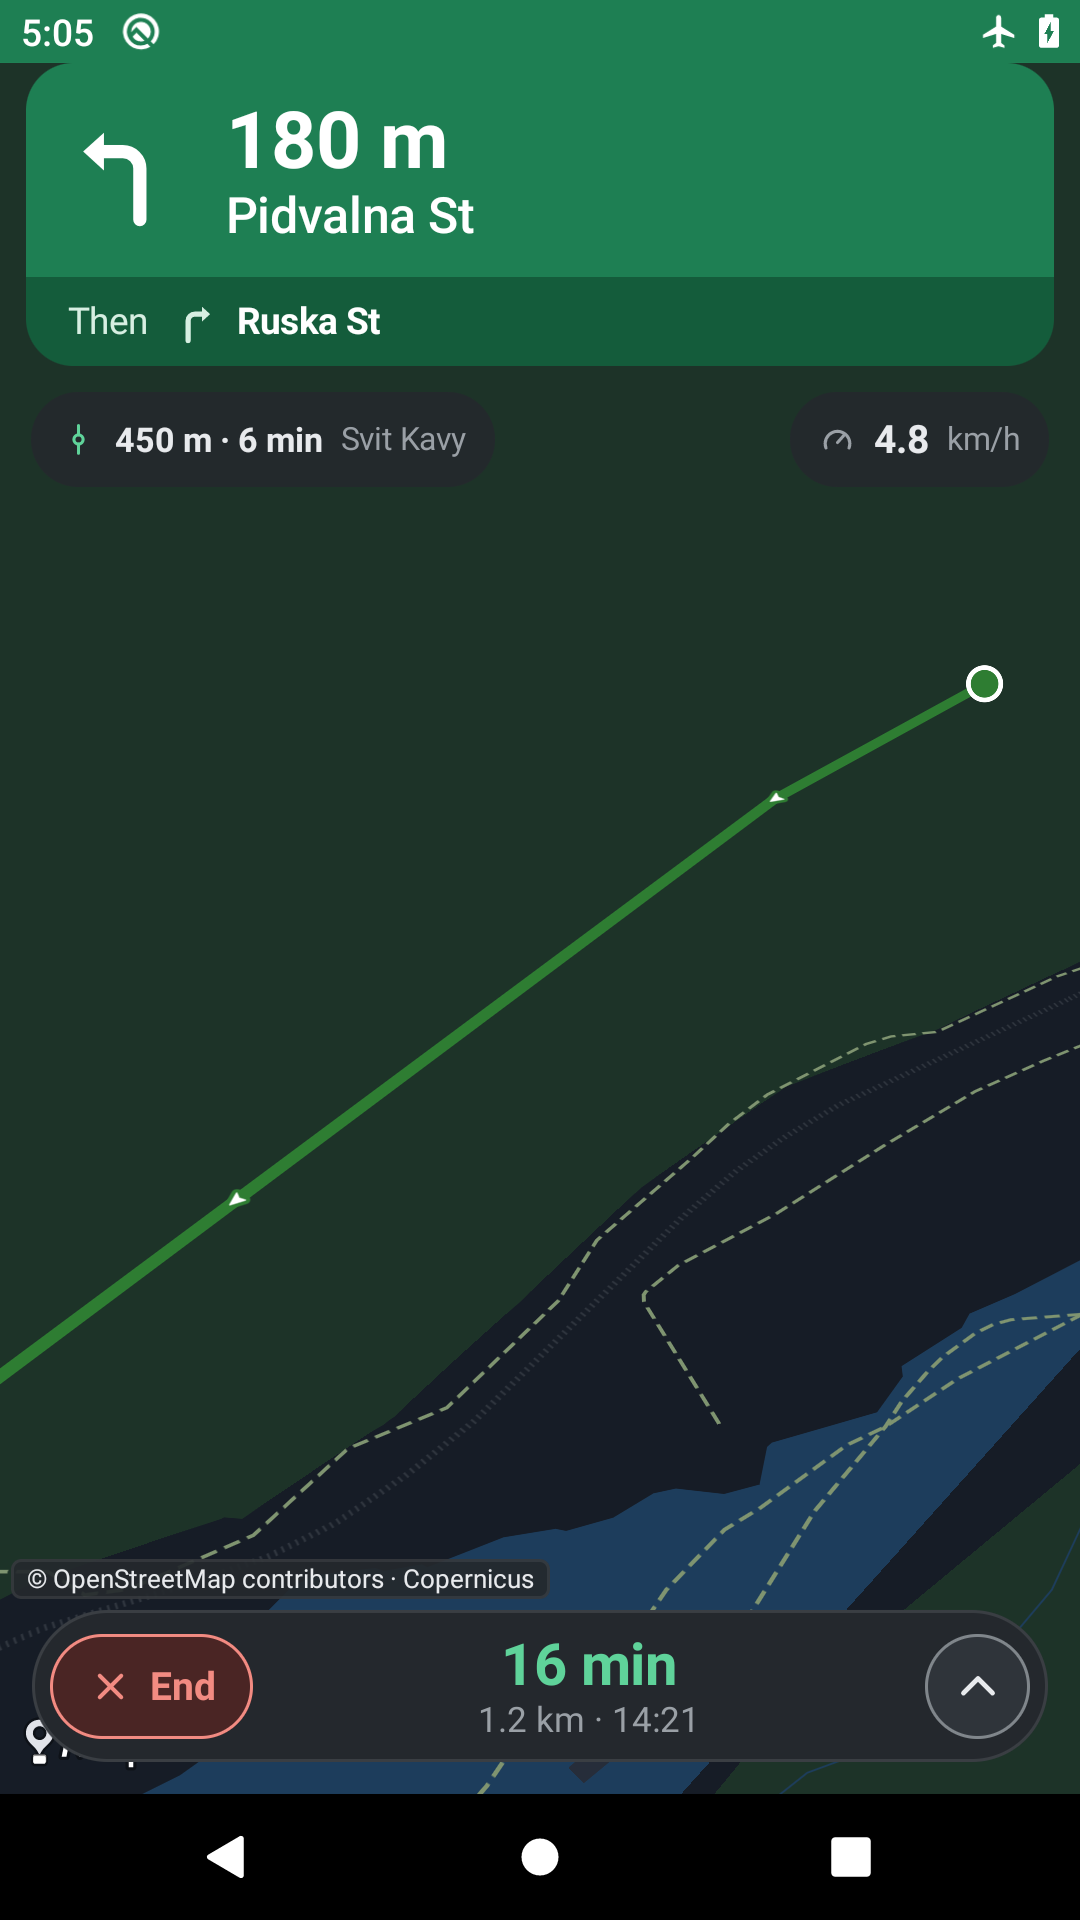 5:05
180 m
Pidvalna St
Then Ruska St
450 m · 6 min Svit Kavy
4.8 km/h
© OpenStreetMap contributors · Copernicus
End
16 min
1.2 km · 14:21